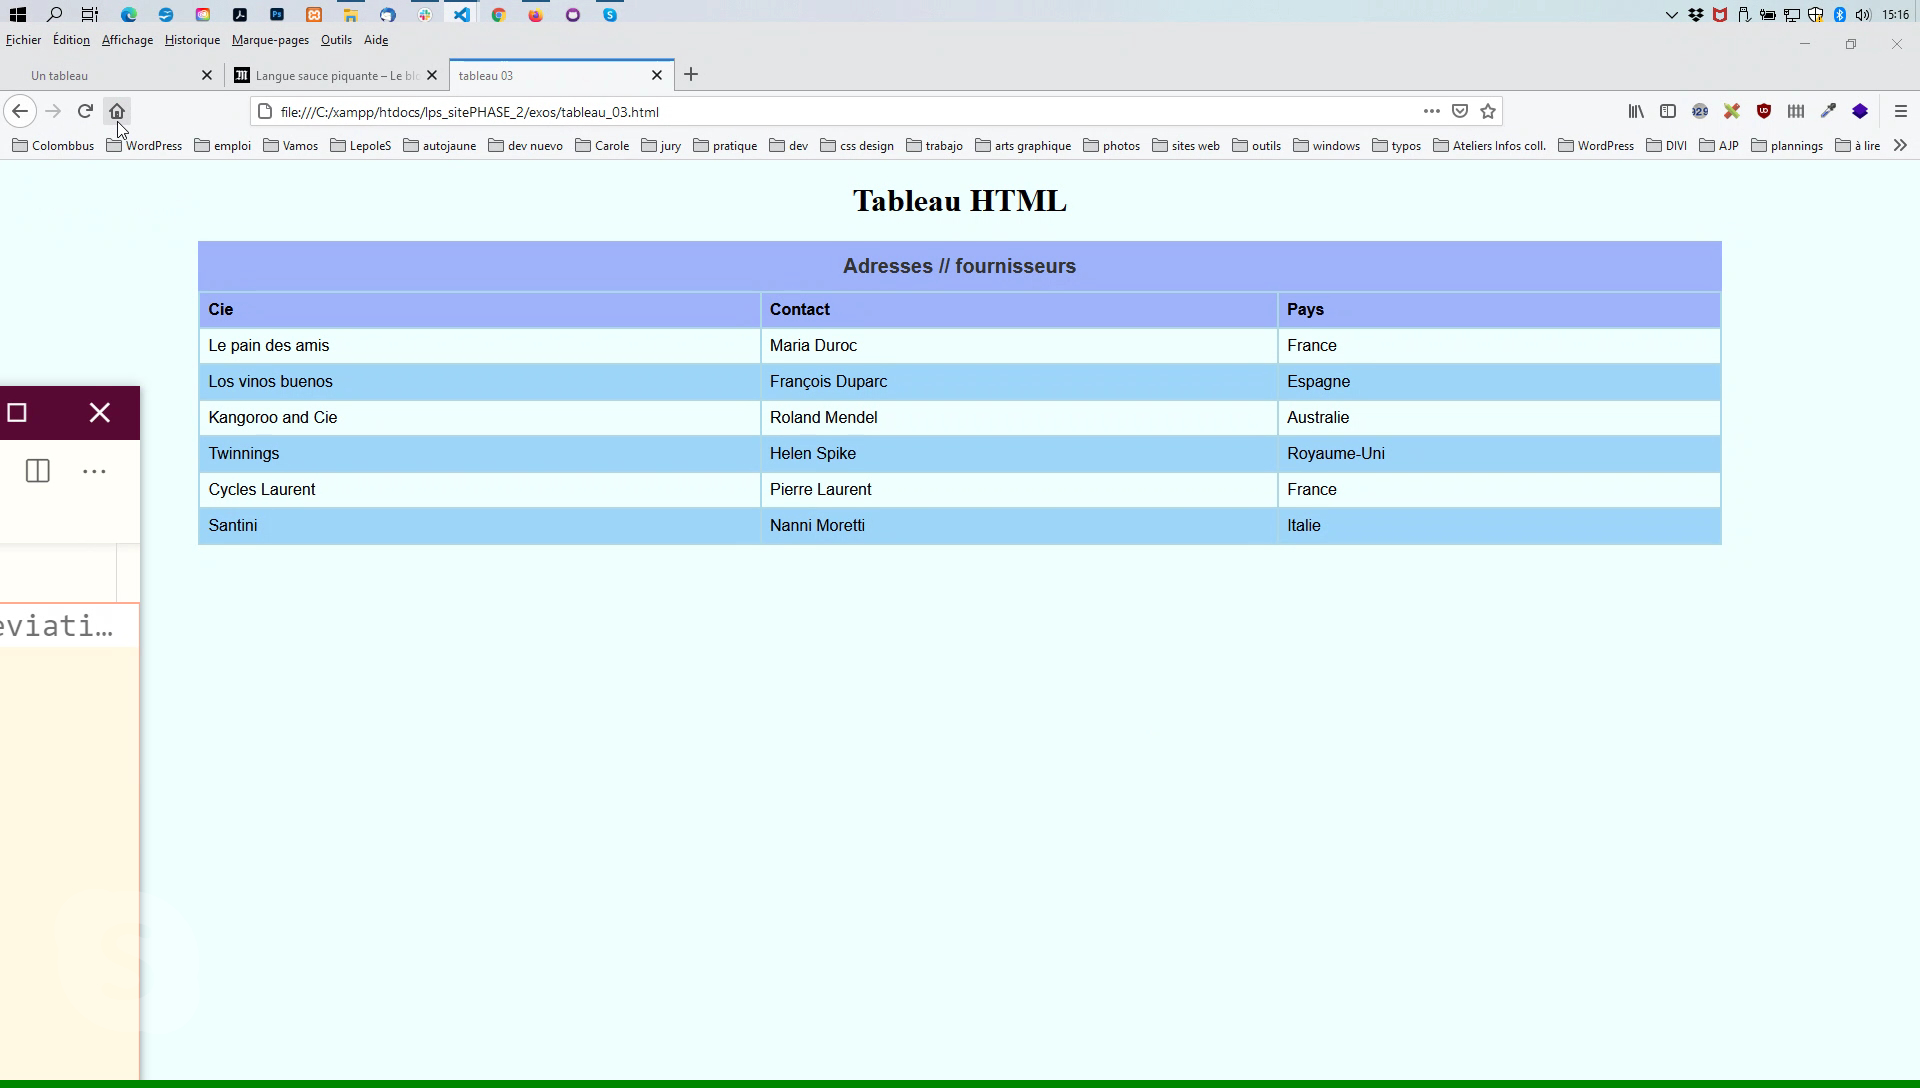 15:16
Fichier Édition Affichage Historique Marque-pages Outils Aide
Un tableau Langue sauce piquante – Le blo tableau 03
file:///C:/xampp/htdocs/lps_sitePHASE_2/exos/tableau_03.html
Colombbus WordPress emploi Vamos LepoleS autojaune dev nuevo Carole jury pratique dev css design trabajo arts graphique photos sites web outils windows typos Ateliers Infos coll. WordPress DIVI AJP plannings à lire
Tableau HTML
Adresses // fournisseurs
Cie Contact Pays
Le pain des amis Maria Duroc France
Los vinos buenos François Duparc Espagne
Kangoroo and Cie Roland Mendel Australie
Twinnings Helen Spike Royaume-Uni
Cycles Laurent Pierre Laurent France
Santini Nanni Moretti Italie
eviati...